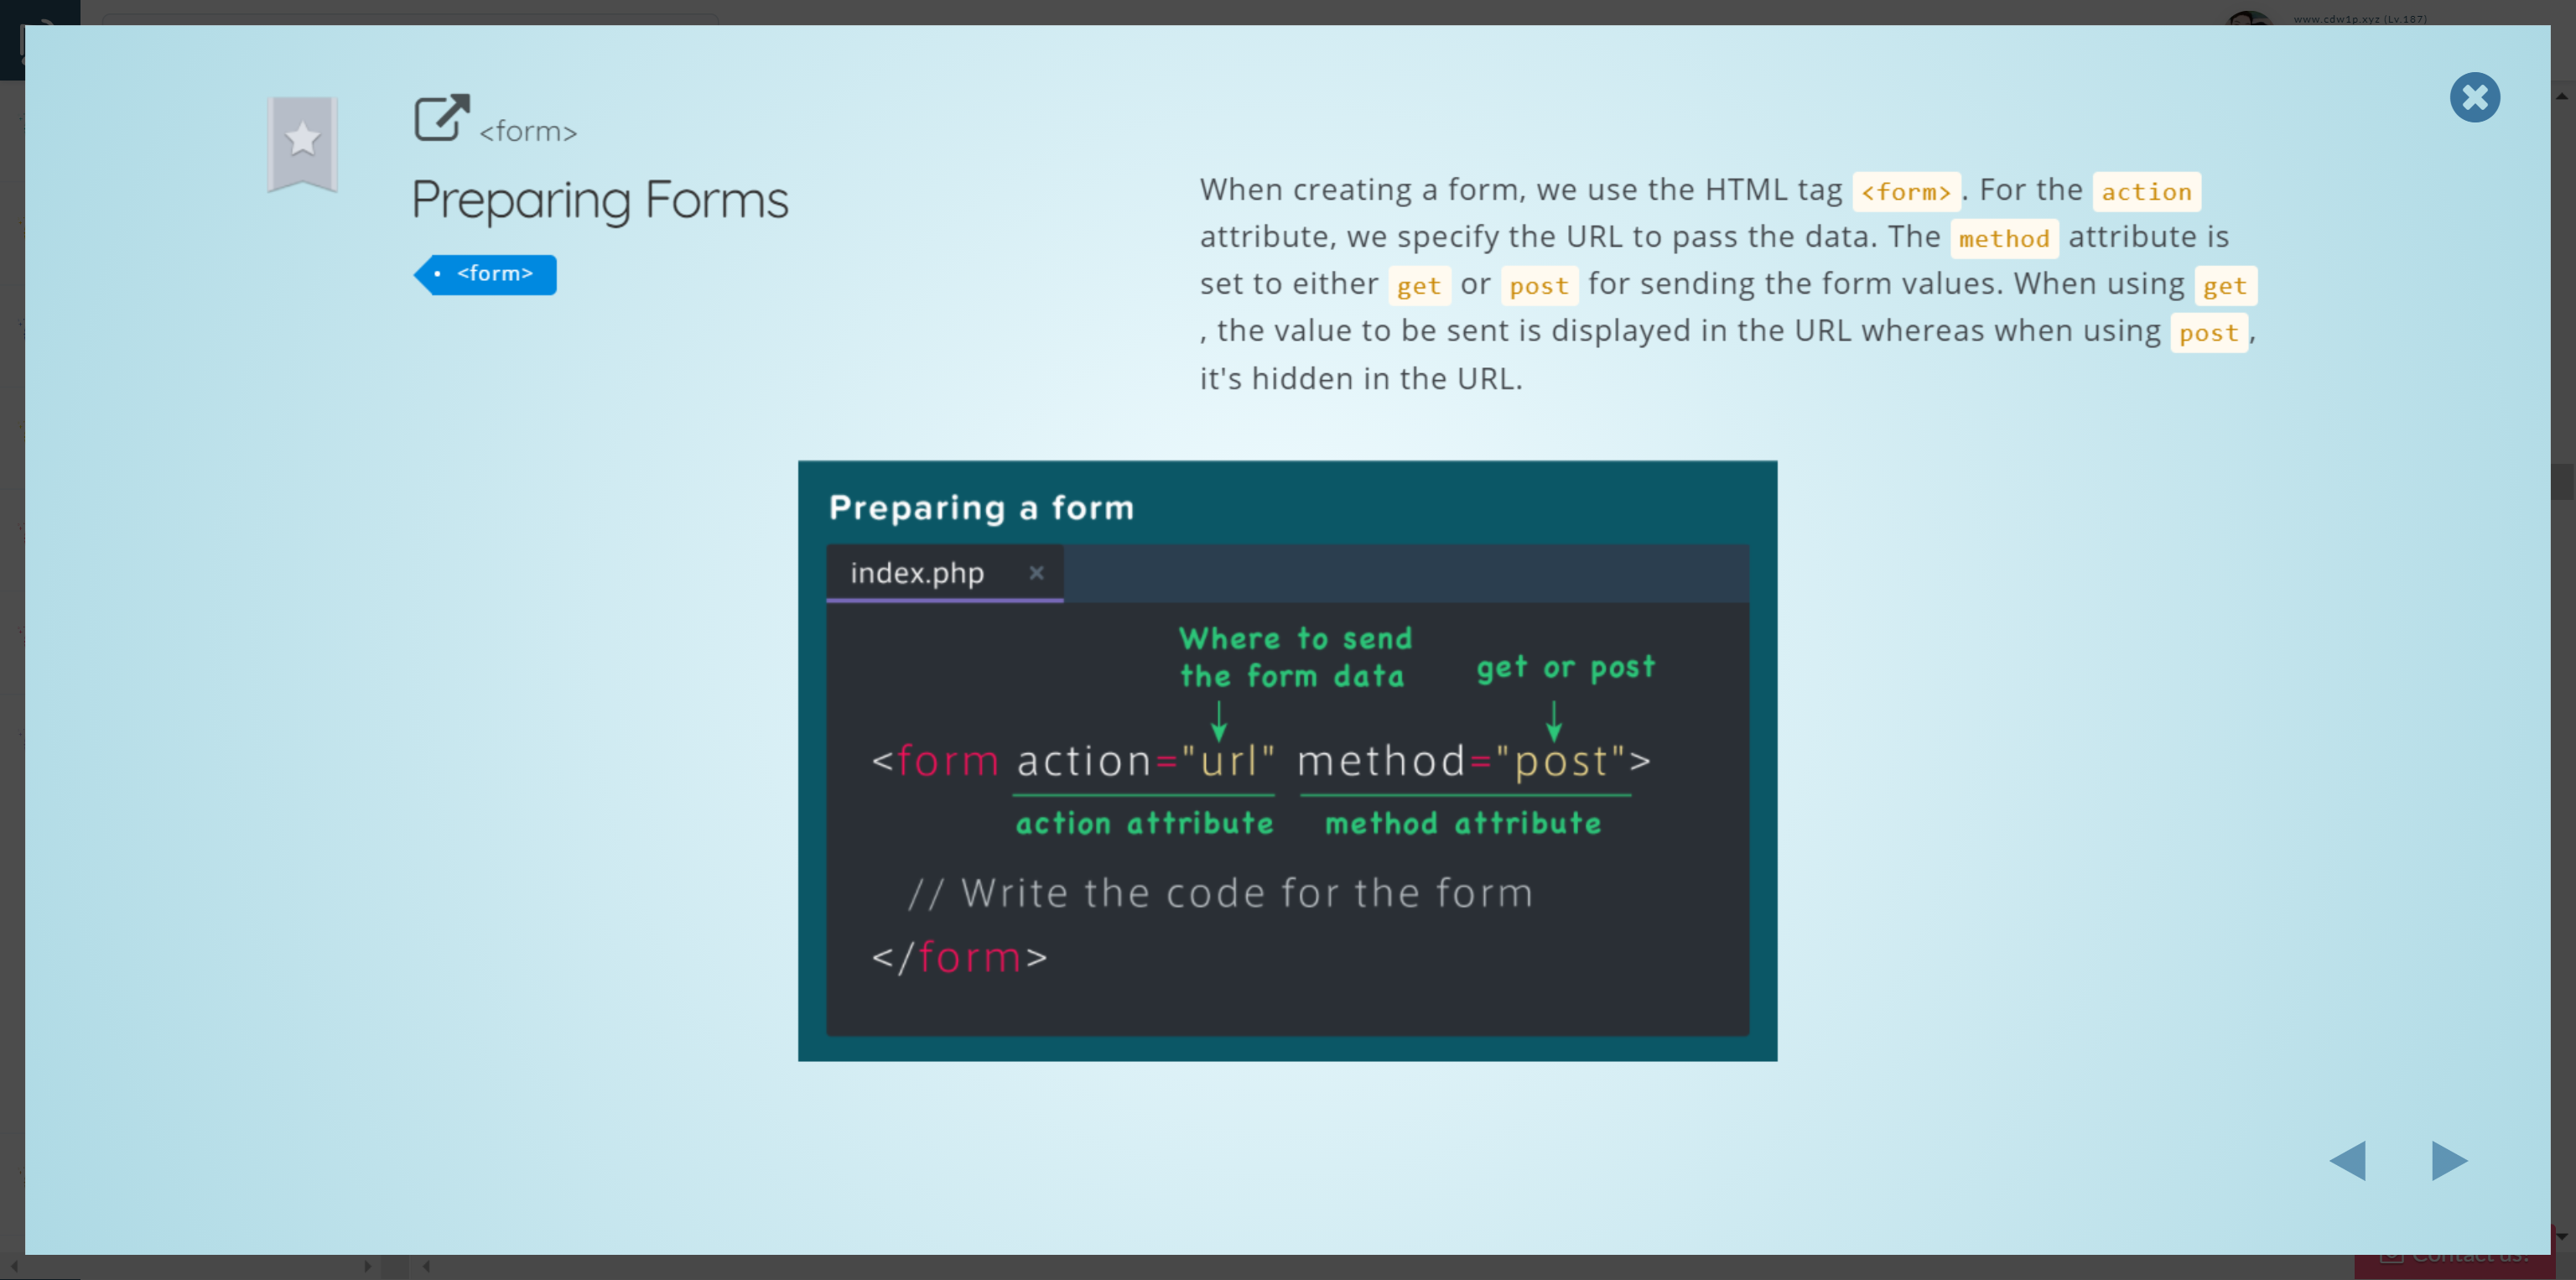 www.cdw1p.xyz (Lv.187)
<form>
Preparing Forms
• <form>
When creating a form, we use the HTML tag <form>. For the action
attribute, we specify the URL to pass the data. The method attribute is
set to either get or post for sending the form values. When using get
, the value to be sent is displayed in the URL whereas when using post,
it's hidden in the URL.
Preparing a form
index.php ×
Where to send
the form data
get or post
<form action="url" method="post">
action attribute method attribute
// Write the code for the form
</form>
Contact us!